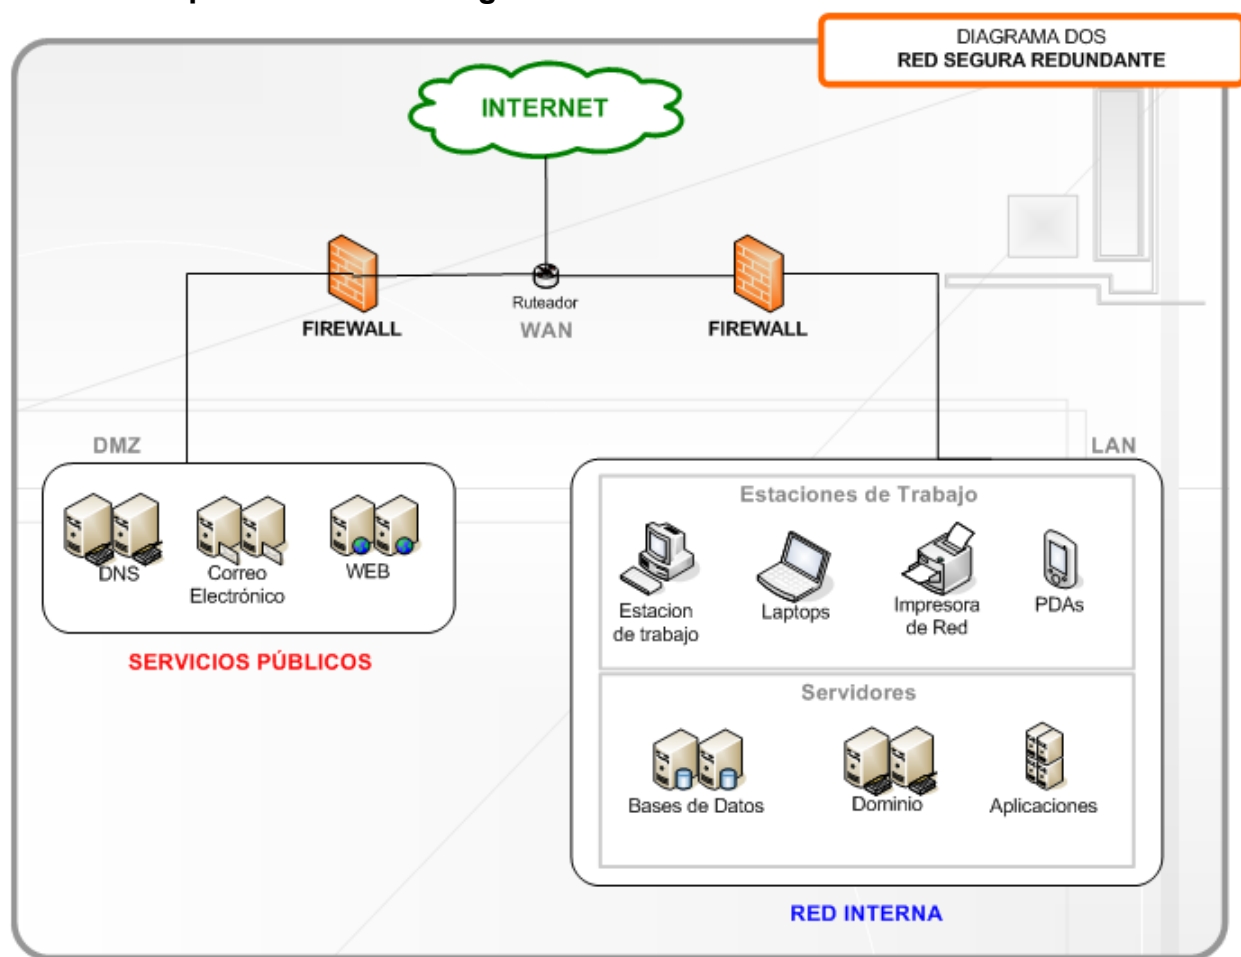 DIAGRAMA DOS
RED SEGURA REDUNDANTE
INTERNET
Ruteador
WAN
FIREWALL
FIREWALL
DMZ
LAN
DNS
Correo
Electrónico
WEB
SERVICIOS PÚBLICOS
Estaciones de Trabajo
Estacion
de trabajo
Laptops
Impresora
de Red
PDAs
Servidores
Bases de Datos
Dominio
Aplicaciones
RED INTERNA